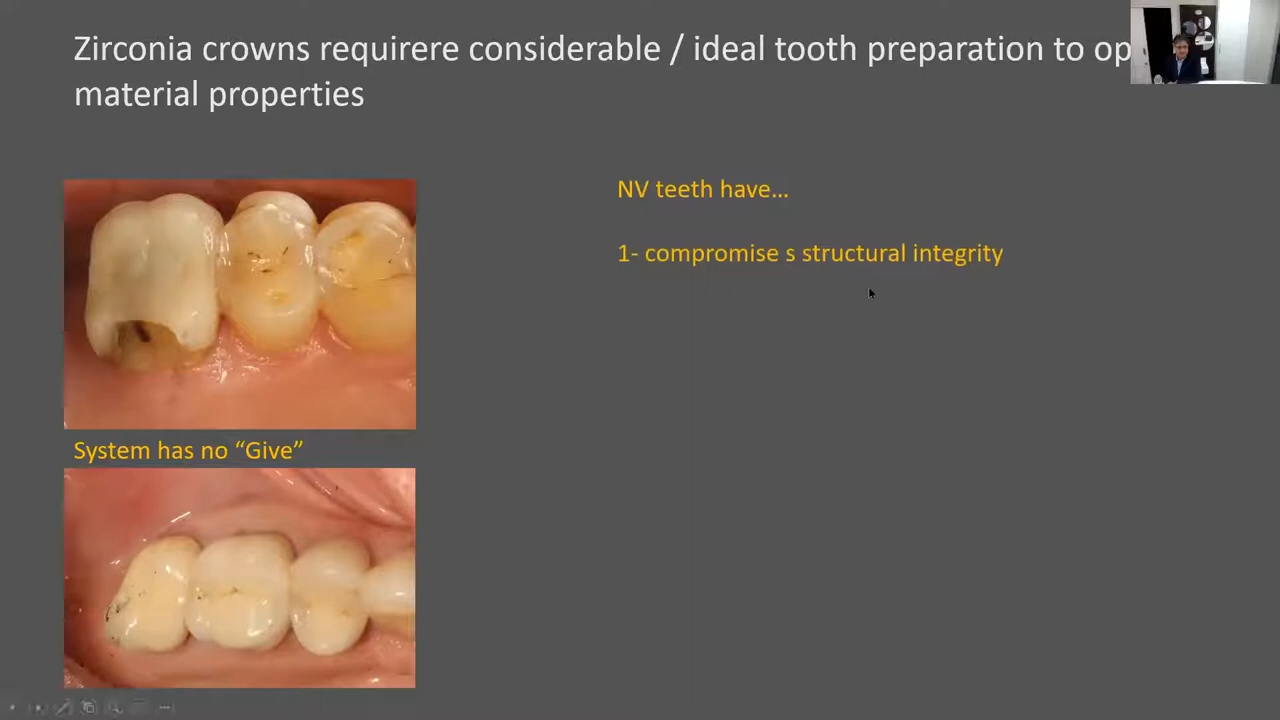 Zirconia crowns requirere considerable / ideal tooth preparation to op
material properties
NV teeth have…
1- compromise s structural integrity
System has no “Give”